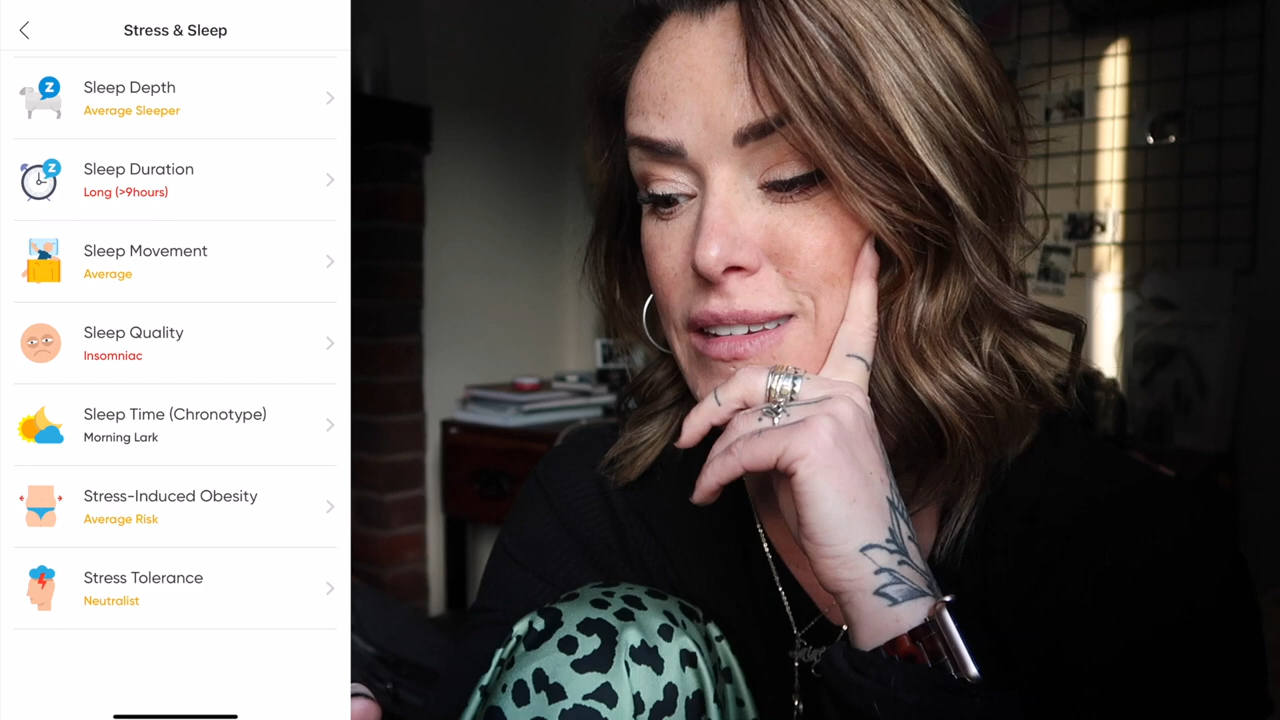 Stress & Sleep
Z
Sleep Depth
Average Sleeper
Z
Sleep Duration
Long (>9hours)
Sleep Movement
Average
Sleep Quality
Insomniac
Sleep Time (Chronotype)
Morning Lark
Stress-Induced Obesity
Average Risk
Stress Tolerance
Neutralist